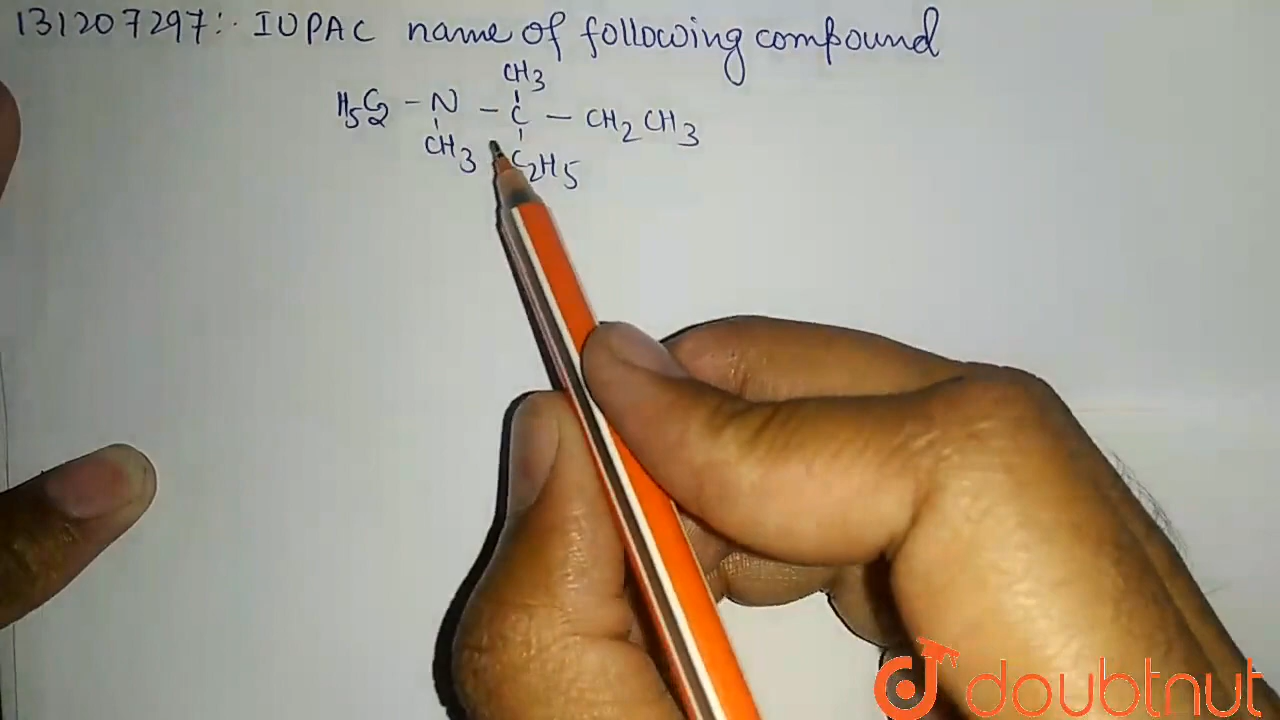 131207297:- IUPAC name of following compound
CH3
H5C2 - N - C - CH2CH3
CH3 C2H5
doubtnut